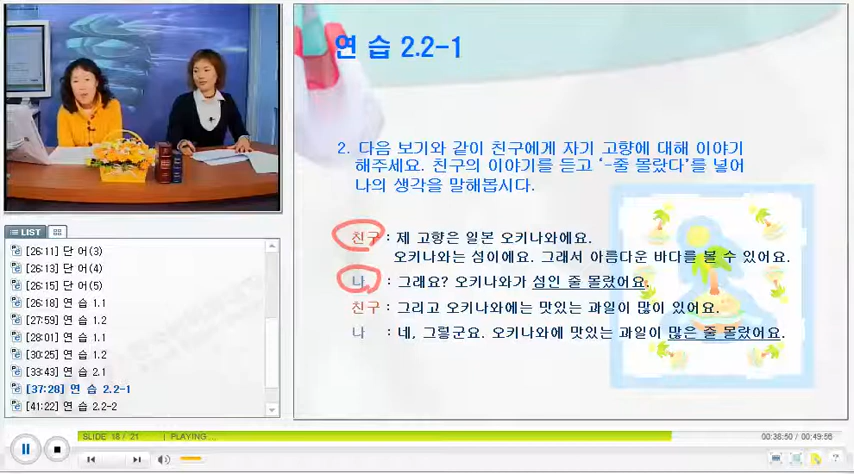 연 습 2.2-1
2. 다음 보기와 같이 친구에게 자기 고향에 대해 이야기
해주세요. 친구의 이야기를 듣고 '-줄 몰랐다'를 넣어
나의 생각을 말해봅시다.
친구 : 제 고향은 일본 오키나와에요.
오키나와는 섬이에요. 그래서 아름다운 바다를 볼 수 있어요.
나 : 그래요? 오키나와가 섬인 줄 몰랐어요.
친구 : 그리고 오키나와에는 맛있는 과일이 많이 있어요.
나 : 네, 그렇군요. 오키나와에 맛있는 과일이 많은 줄 몰랐어요.
LIST
[26:11] 단 어(3)
[26:13] 단 어(4)
[26:15] 단 어(5)
[26:18] 연 습 1.1
[27:59] 연 습 1.2
[28:01] 연 습 1.1
[30:25] 연 습 1.2
[33:43] 연 습 2.1
[37:28] 연 습 2.2-1
[41:22] 연 습 2.2-2
SLIDE 18 / 21 | PLAYING...
00:38:50 / 00:49:55